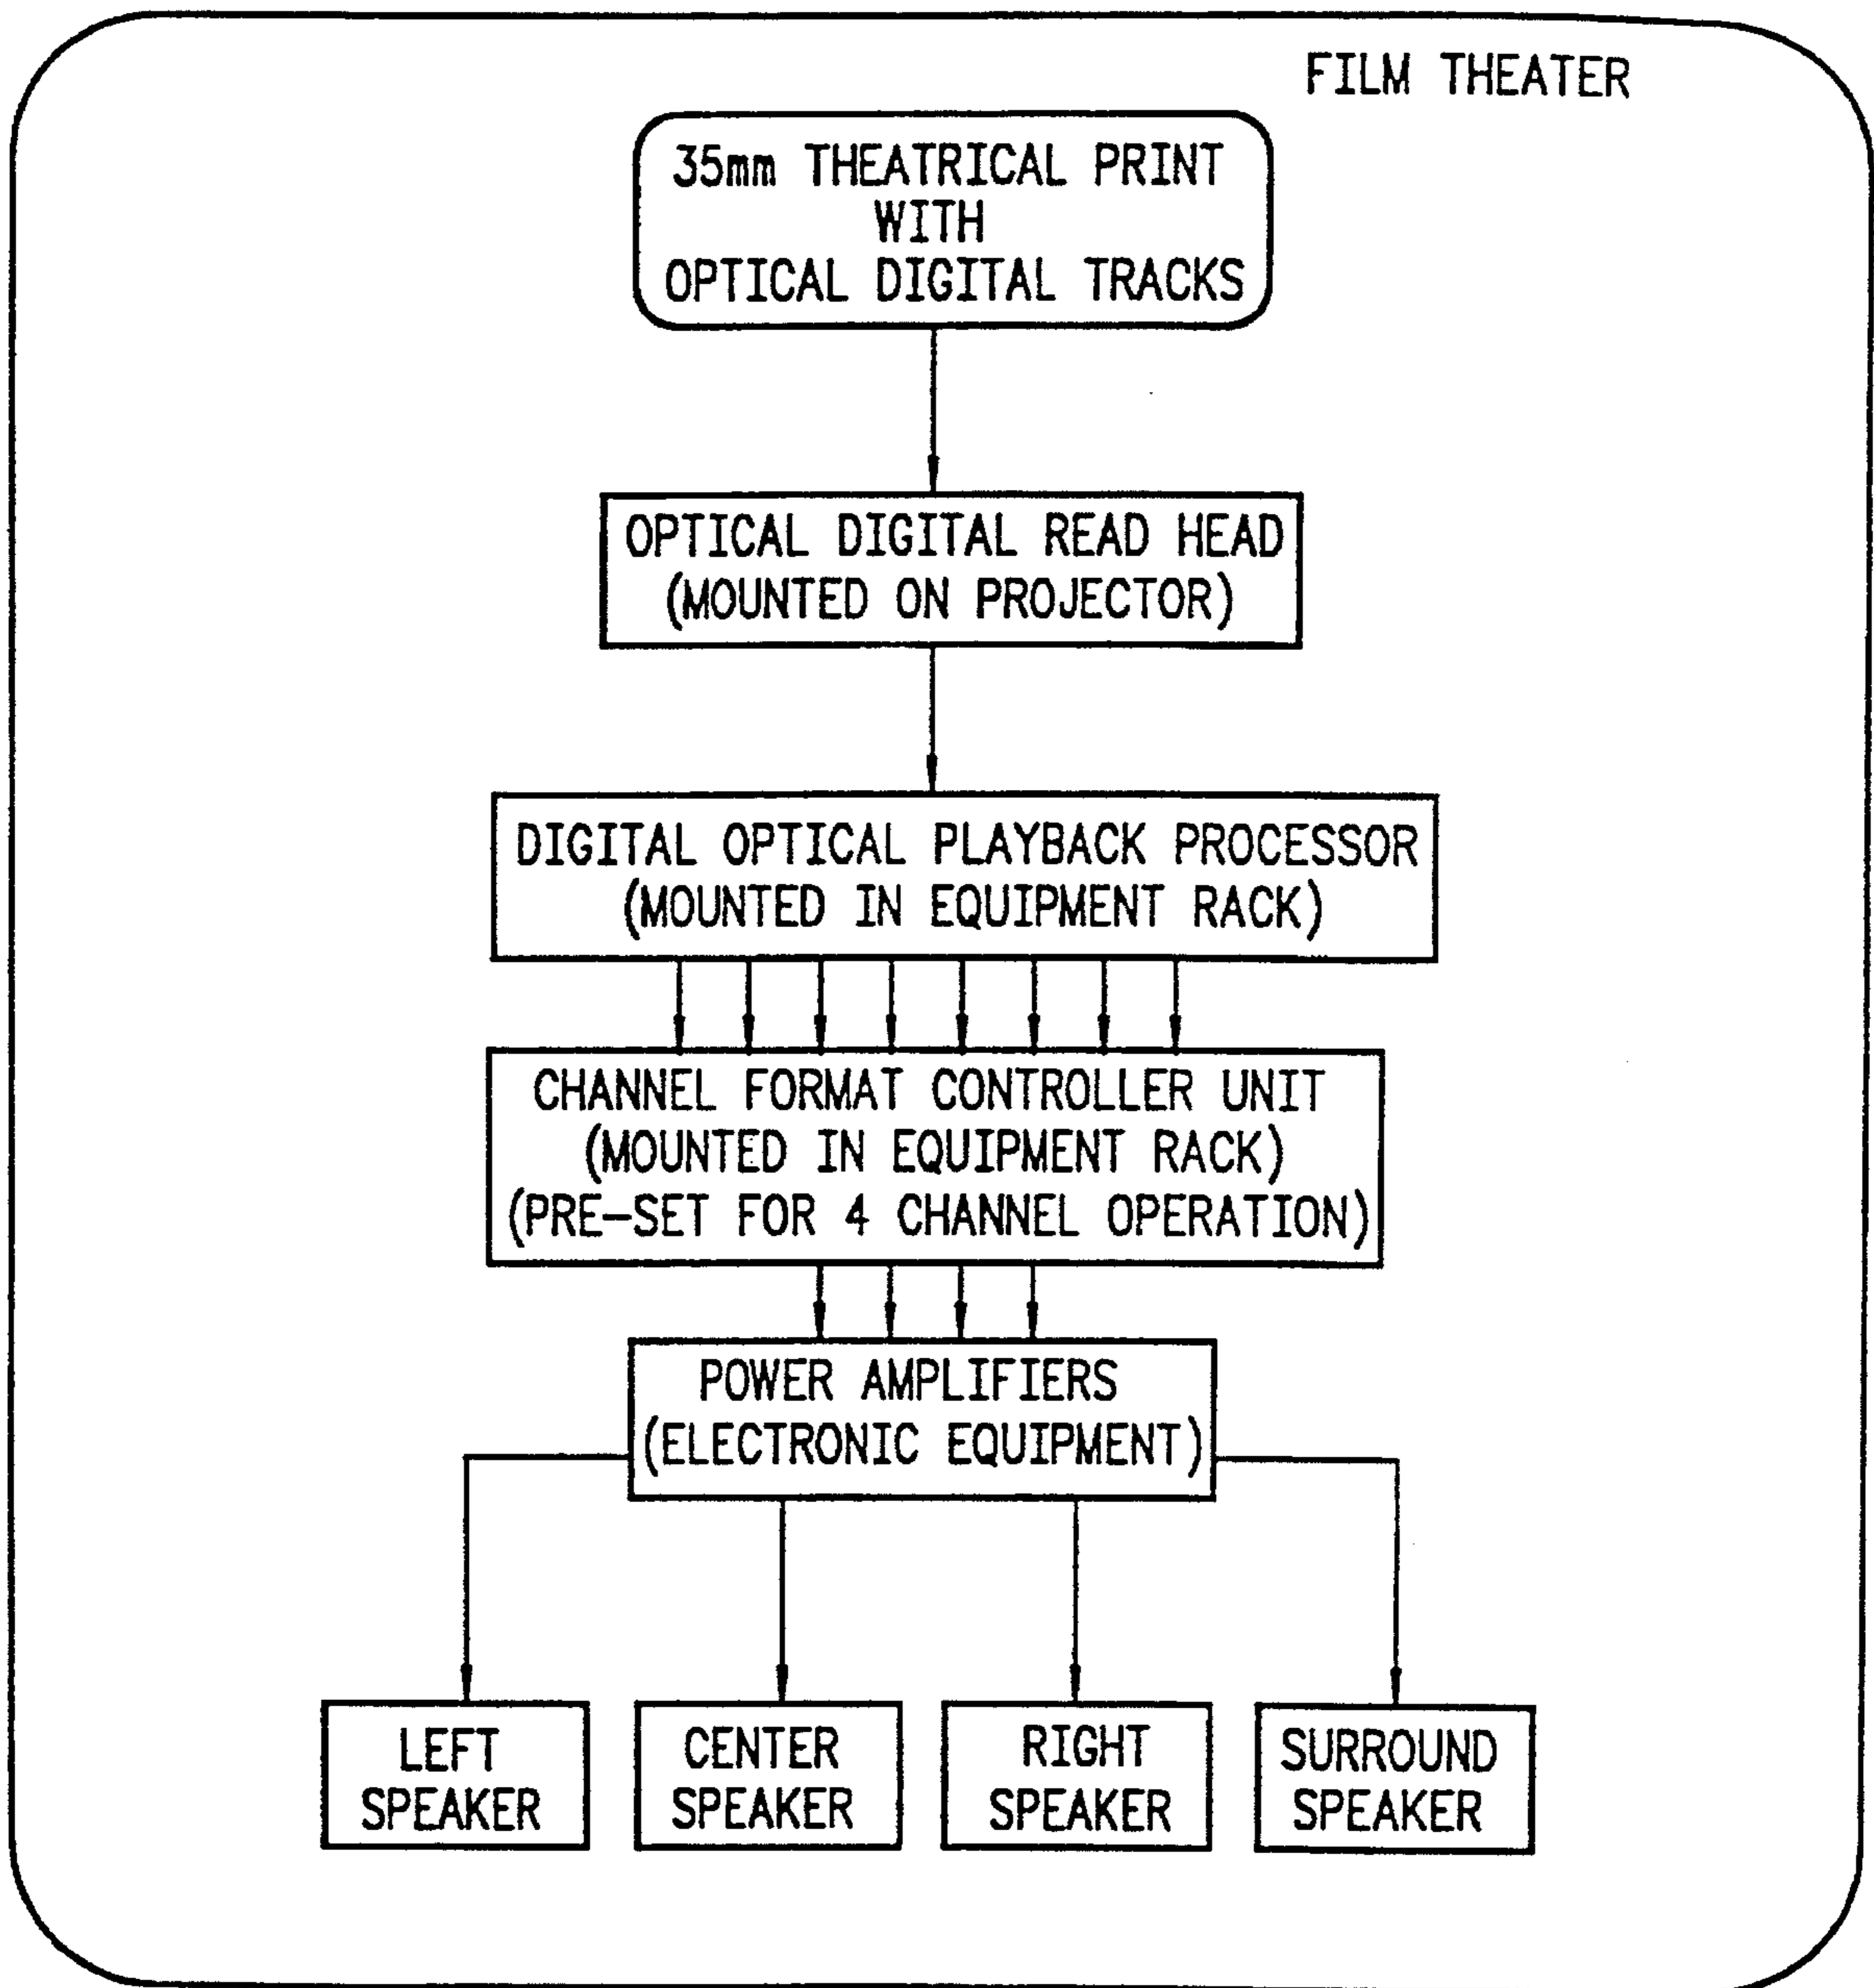 FILM THEATER
35mm THEATRICAL PRINT
WITH
OPTICAL DIGITAL TRACKS
OPTICAL DIGITAL READ HEAD
(MOUNTED ON PROJECTOR)
DIGITAL OPTICAL PLAYBACK PROCESSOR
(MOUNTED IN EQUIPMENT RACK)
CHANNEL FORMAT CONTROLLER UNIT
(MOUNTED IN EQUIPMENT RACK)
(PRE-SET FOR 4 CHANNEL OPERATION)
POWER AMPLIFIERS
(ELECTRONIC EQUIPMENT)
LEFT
SPEAKER
CENTER
SPEAKER
RIGHT
SPEAKER
SURROUND
SPEAKER